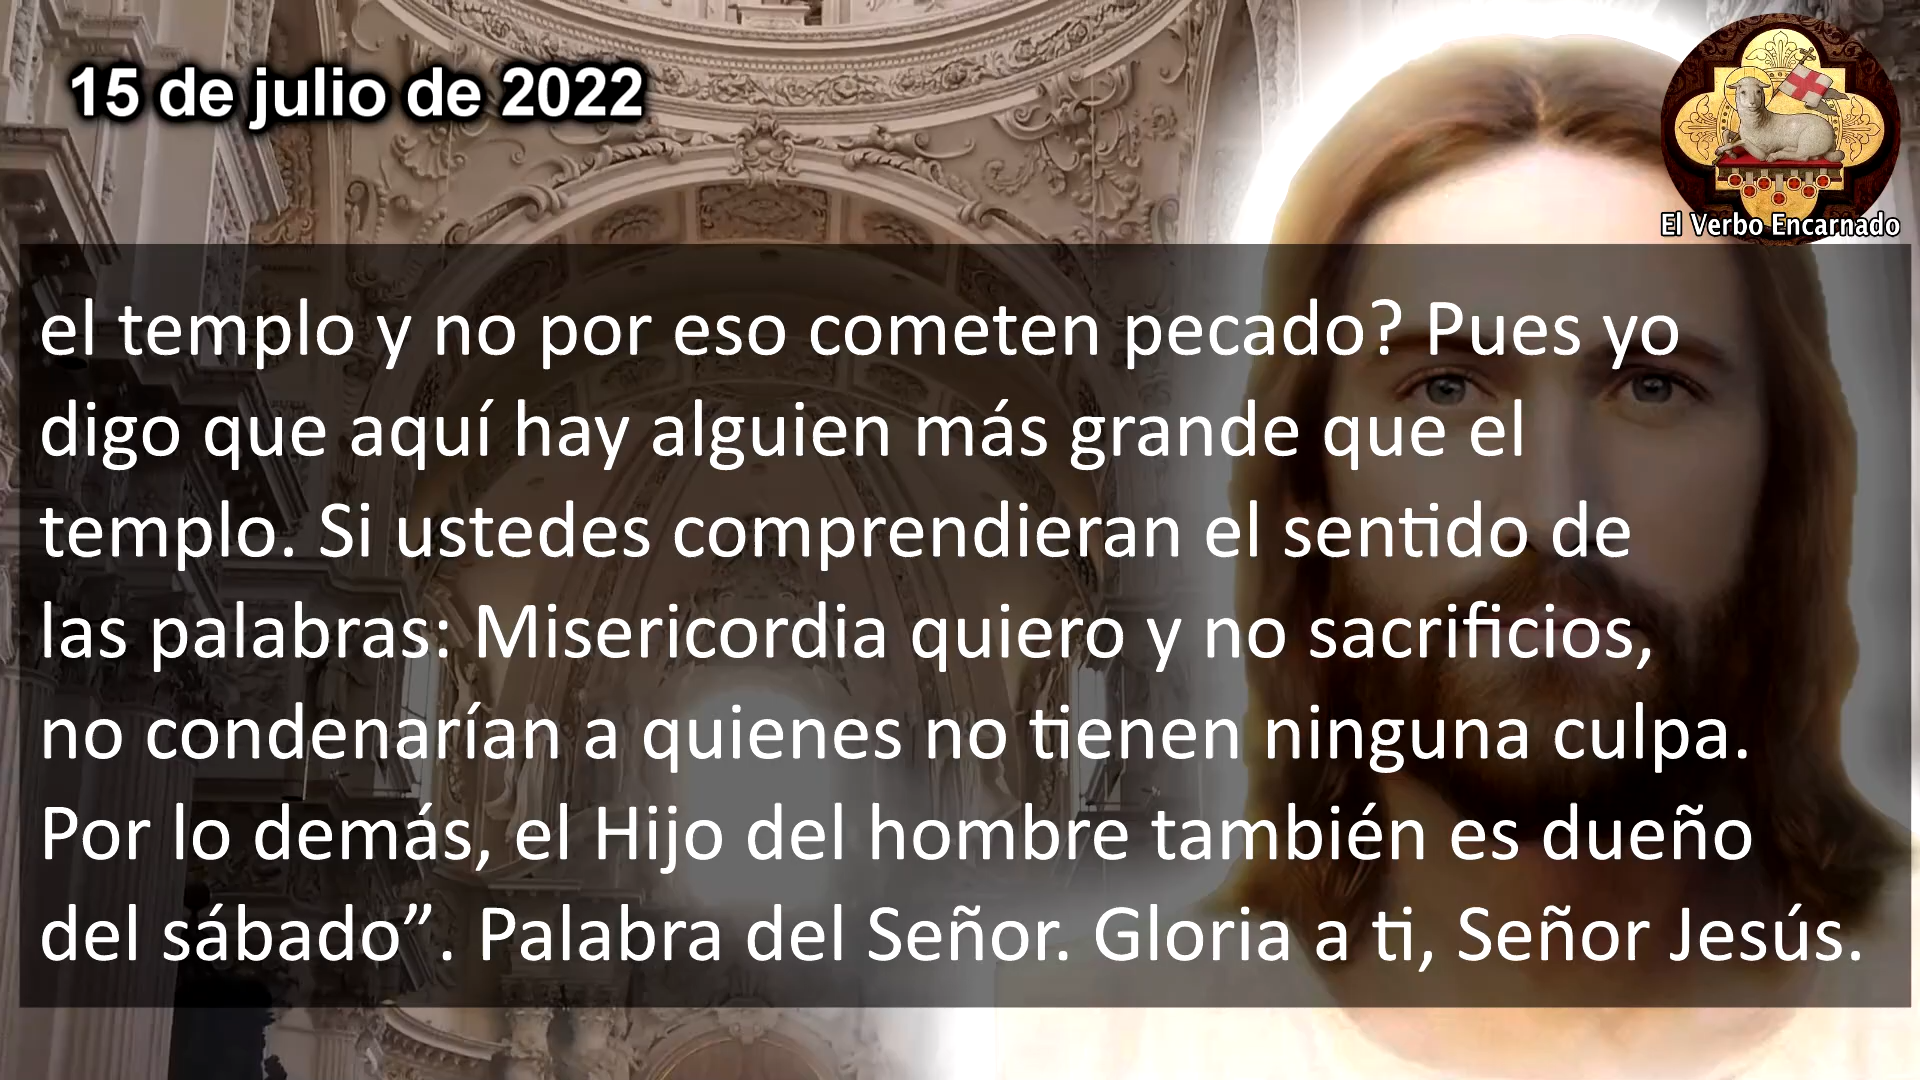 15 de julio de 2022
El Verbo Encarnado
el templo y no por eso cometen pecado? Pues yo
digo que aquí hay alguien más grande que el
templo. Si ustedes comprendieran el sentido de
las palabras: Misericordia quiero y no sacrificios,
no condenarían a quienes no tienen ninguna culpa.
Por lo demás, el Hijo del hombre también es dueño
del sábado”. Palabra del Señor. Gloria a ti, Señor Jesús.